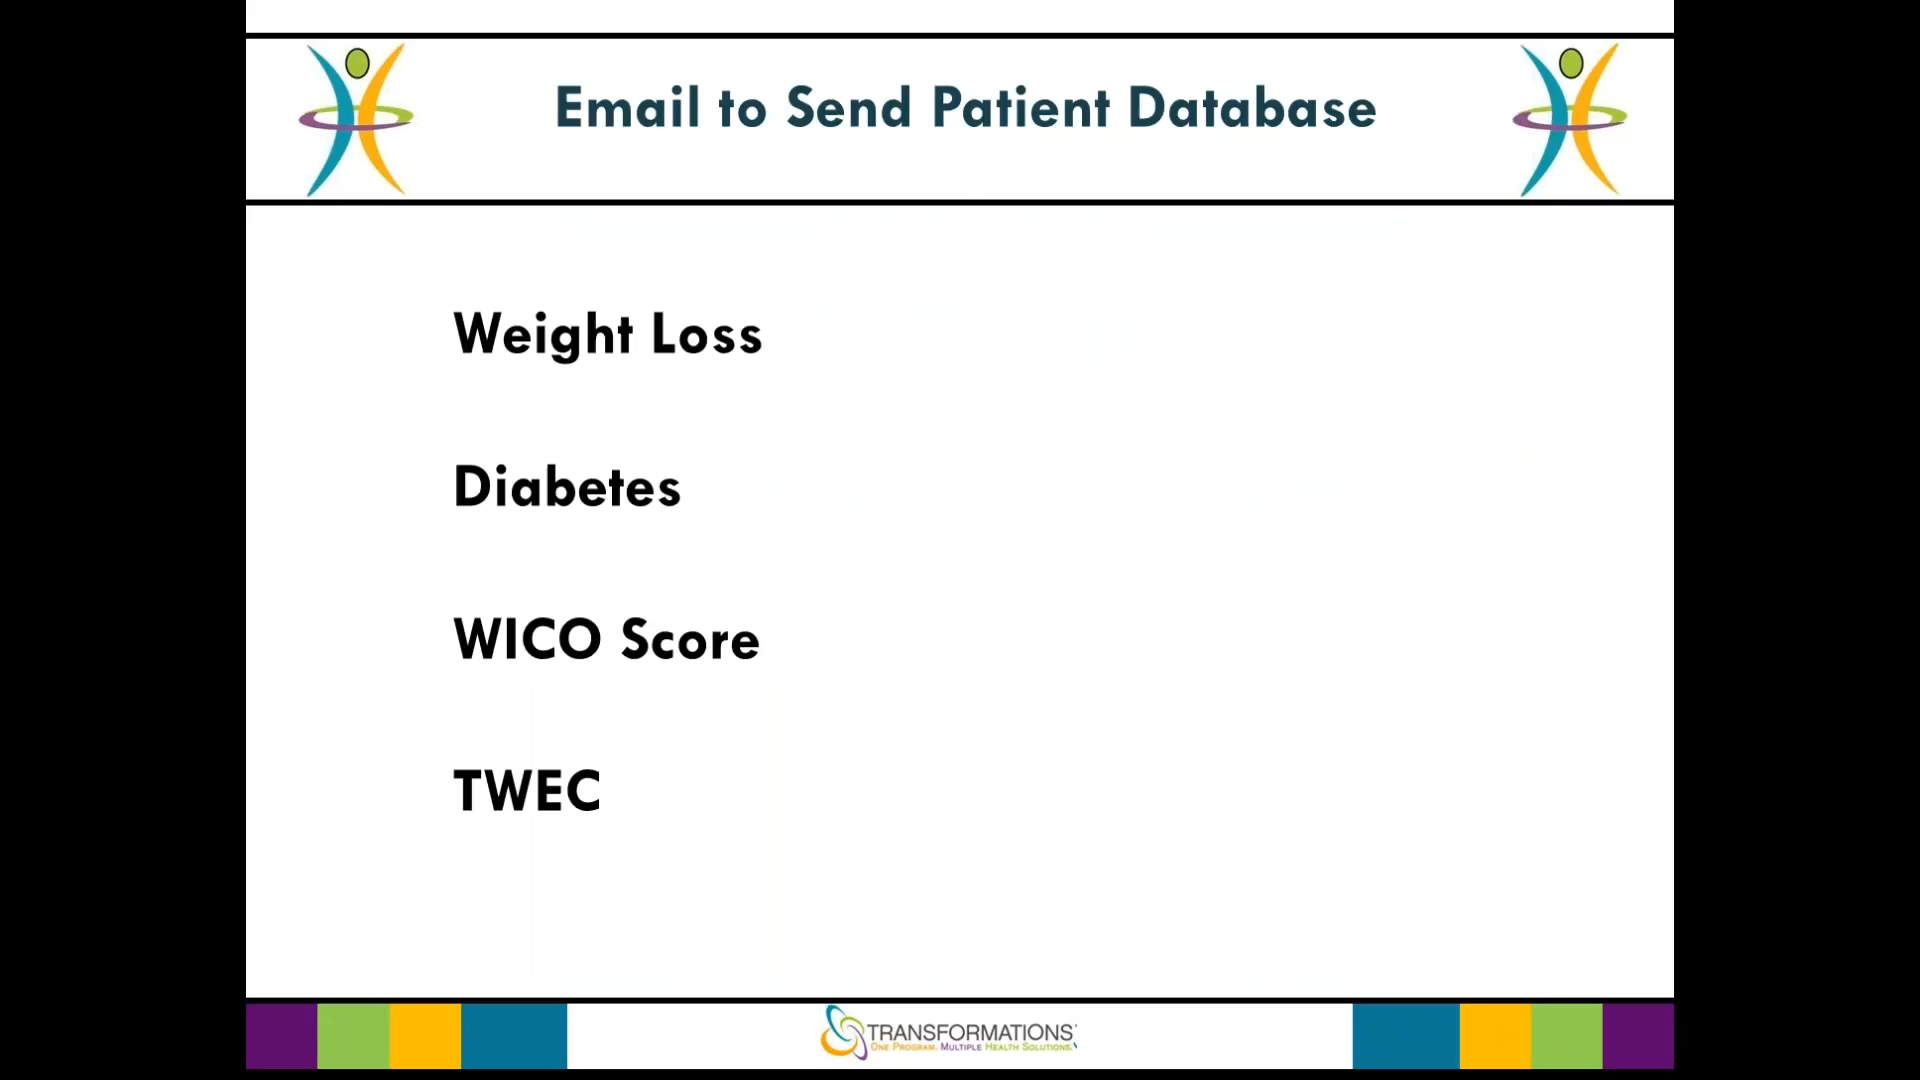 Email to Send Patient Database
Weight Loss
Diabetes
WICO Score
TWEC
TRANSFORMATIONS
ONE PROGRAM. MULTIPLE HEALTH SOLUTIONS.